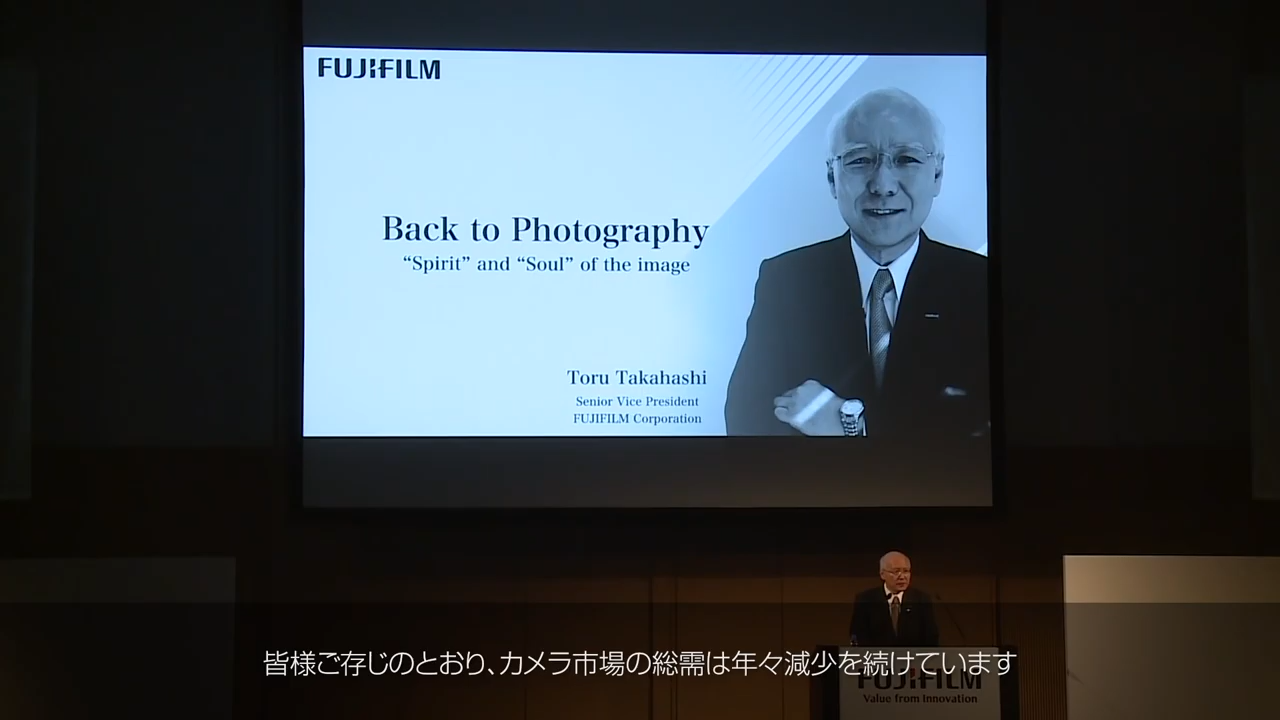 FUJIFILM
Back to Photography
“Spirit” and “Soul” of the image
Toru Takahashi
Senior Vice President
FUJIFILM Corporation
皆様ご存じのとおり、カメラ市場の総需は年々減少を続けています
FUJIFILM
Value from Innovation